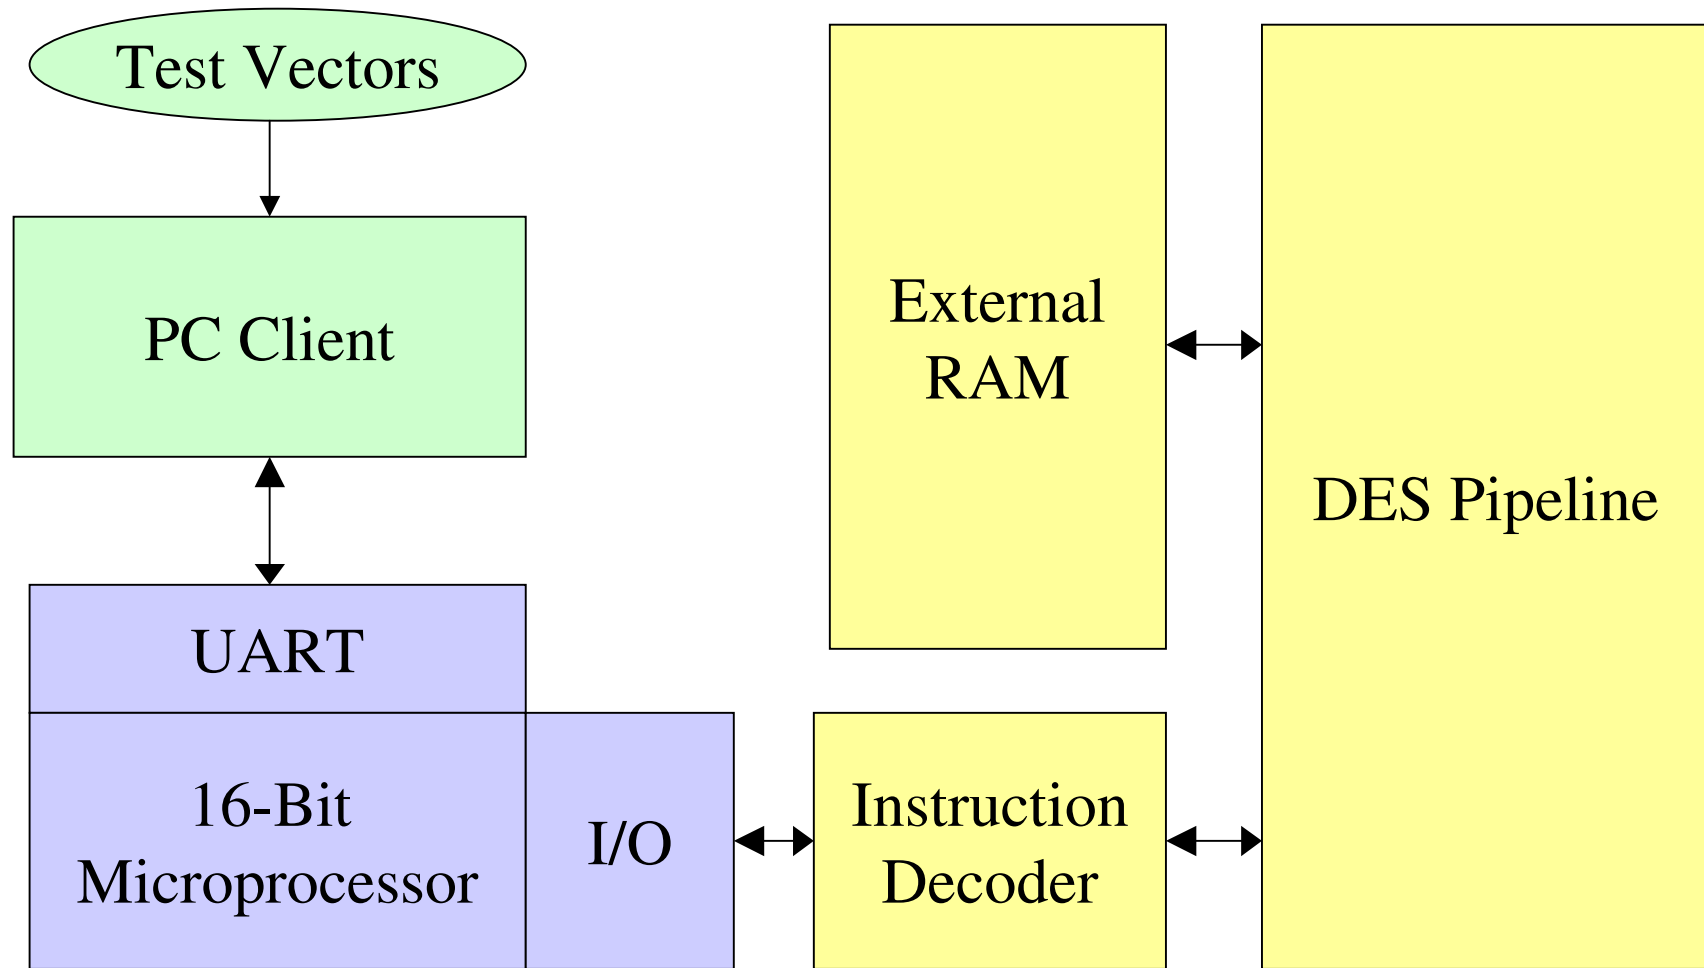 Test Vectors
PC Client
UART
16-Bit
Microprocessor
I/O
External
RAM
Instruction
Decoder
DES Pipeline